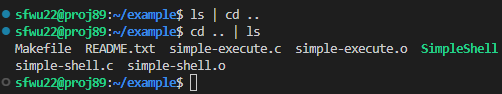 sfwu22@proj89:~/example$ ls | cd ..
sfwu22@proj89:~/example$ cd .. | ls
Makefile README.txt simple-execute.c simple-execute.o SimpleShell
simple-shell.c simple-shell.o
sfwu22@proj89:~/example$